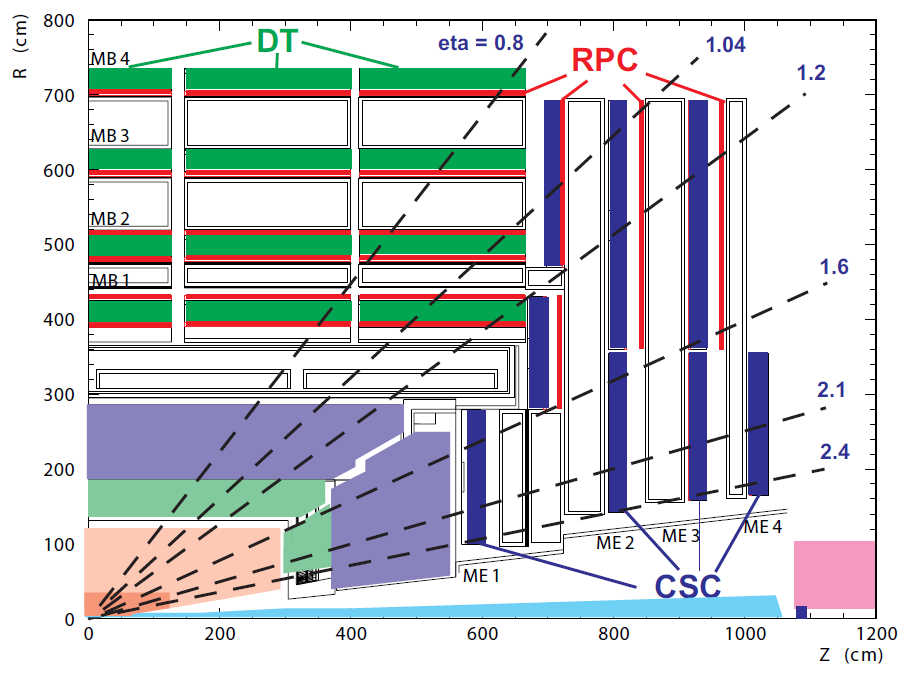 R (cm)
800
700
600
500
400
300
200
100
0
0
200
400
600
800
1000
1200
Z (cm)
MB 4
MB 3
MB 2
MB 1
DT
eta = 0.8
RPC
1.04
1.2
1.6
2.1
2.4
ME 1
ME 2
ME 3
ME 4
CSC